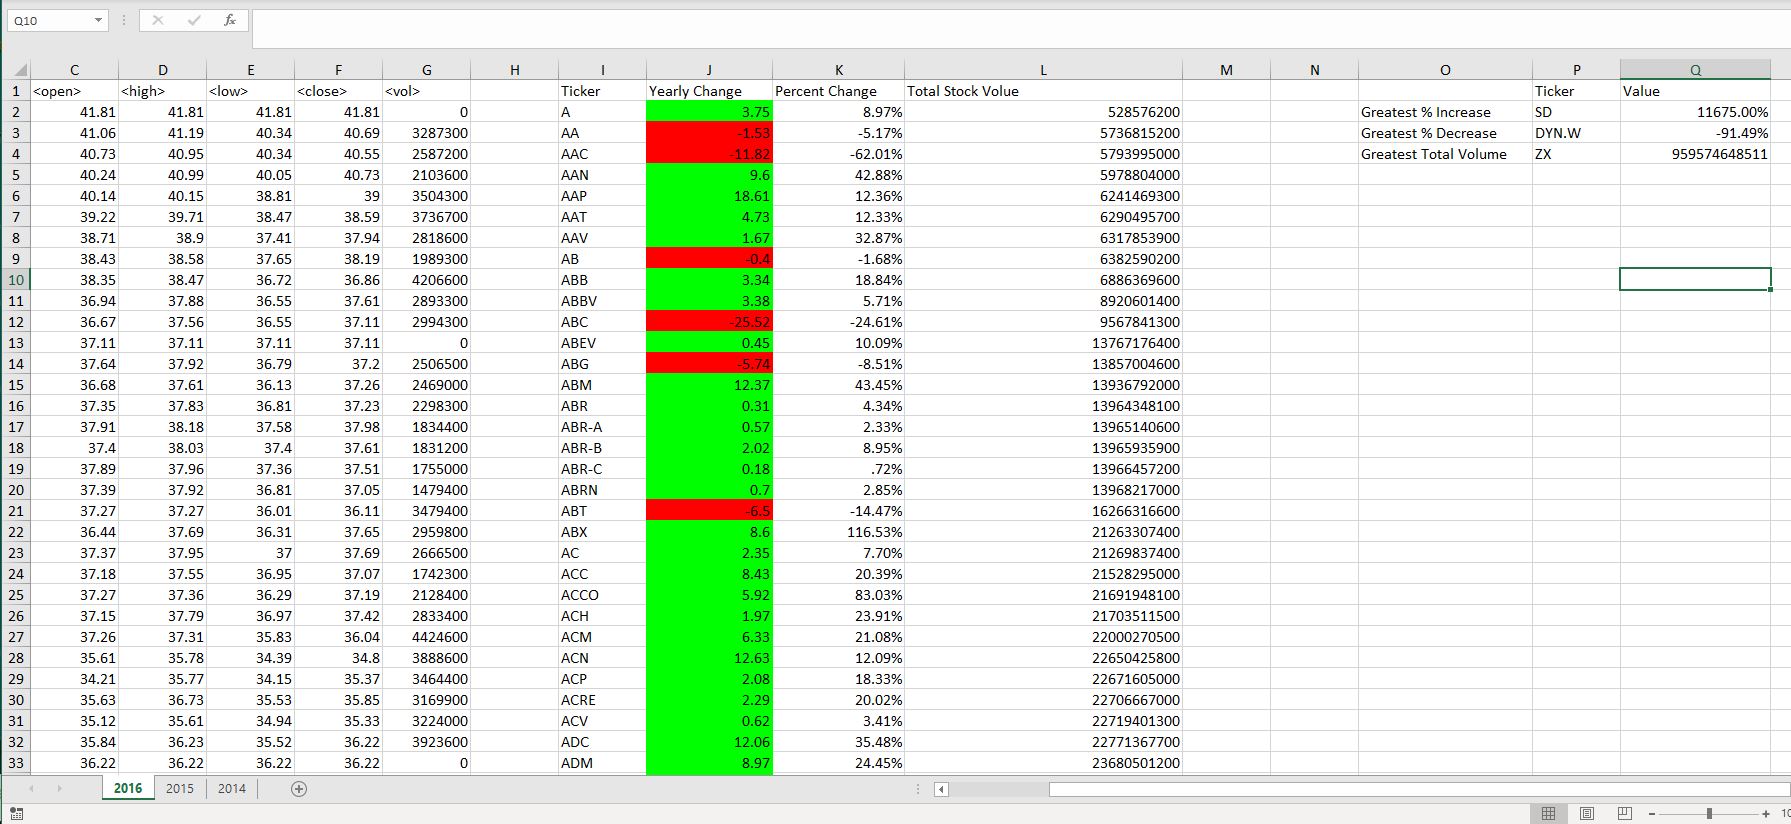 Q10 fx
C D E F G H I J K L M N O P Q
1 <open> <high> <low> <close> <vol> Ticker Yearly Change Percent Change Total Stock Volue Ticker Value
2 41.81 41.81 41.81 41.81 0 A 3.75 8.97% 528576200 Greatest % Increase SD 11675.00%
3 41.06 41.19 40.34 40.69 3287300 AA -1.53 -5.17% 5736815200 Greatest % Decrease DYN.W -91.49%
4 40.73 40.95 40.34 40.55 2587200 AAC -11.82 -62.01% 5793995000 Greatest Total Volume ZX 959574648511
5 40.24 40.99 40.05 40.73 2103600 AAN 9.6 42.88% 5978804000
6 40.14 40.15 38.81 39 3504300 AAP 18.61 12.36% 6241469300
7 39.22 39.71 38.47 38.59 3736700 AAT 4.73 12.33% 6290495700
8 38.71 38.9 37.41 37.94 2818600 AAV 1.67 32.87% 6317853900
9 38.43 38.58 37.65 38.19 1989300 AB -0.4 -1.68% 6382590200
10 38.35 38.47 36.72 36.86 4206600 ABB 3.34 18.84% 6886369600
11 36.94 37.88 36.55 37.61 2893300 ABBV 3.38 5.71% 8920601400
12 36.67 37.56 36.55 37.11 2994300 ABC -25.52 -24.61% 9567841300
13 37.11 37.11 37.11 37.11 0 ABEV 0.45 10.09% 13767176400
14 37.64 37.92 36.79 37.2 2506500 ABG -5.74 -8.51% 13857004600
15 36.68 37.61 36.13 37.26 2469000 ABM 12.37 43.45% 13936792000
16 37.35 37.83 36.81 37.23 2298300 ABR 0.31 4.34% 13964348100
17 37.91 38.18 37.58 37.98 1834400 ABR-A 0.57 2.33% 13965140600
18 37.4 38.03 37.4 37.61 1831200 ABR-B 2.02 8.95% 13965935900
19 37.89 37.96 37.36 37.51 1755000 ABR-C 0.18 .72% 13966457200
20 37.39 37.92 36.81 37.05 1479400 ABRN 0.7 2.85% 13968217000
21 37.27 37.27 36.01 36.11 3479400 ABT -6.5 -14.47% 16266316600
22 36.44 37.69 36.31 37.65 2959800 ABX 8.6 116.53% 21263307400
23 37.37 37.95 37 37.69 2666500 AC 2.35 7.70% 21269837400
24 37.18 37.55 36.95 37.07 1742300 ACC 8.43 20.39% 21528295000
25 37.27 37.36 36.29 37.19 2128400 ACCO 5.92 83.03% 21691948100
26 37.15 37.79 36.97 37.42 2833400 ACH 1.97 23.91% 21703511500
27 37.26 37.31 35.83 36.04 4424600 ACM 6.33 21.08% 22000270500
28 35.61 35.78 34.39 34.8 3888600 ACN 12.63 12.09% 22650425800
29 34.21 35.77 34.15 35.37 3464400 ACP 2.08 18.33% 22671605000
30 35.63 36.73 35.53 35.85 3169900 ACRE 2.29 20.02% 22706667000
31 35.12 35.61 34.94 35.33 3224000 ACV 0.62 3.41% 22719401300
32 35.84 36.23 35.52 36.22 3923600 ADC 12.06 35.48% 22771367700
33 36.22 36.22 36.22 36.22 0 ADM 8.97 24.45% 23680501200
2016 2015 2014